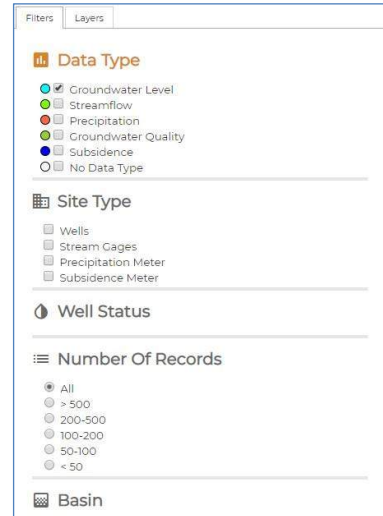 Filters Layers
Data Type
Groundwater Level
Streamflow
Precipitation
Groundwater Quality
Subsidence
No Data Type
Site Type
Wells
Stream Gages
Precipitation Meter
Subsidence Meter
Well Status
Number Of Records
All
> 500
200-500
100-200
50-100
< 50
Basin